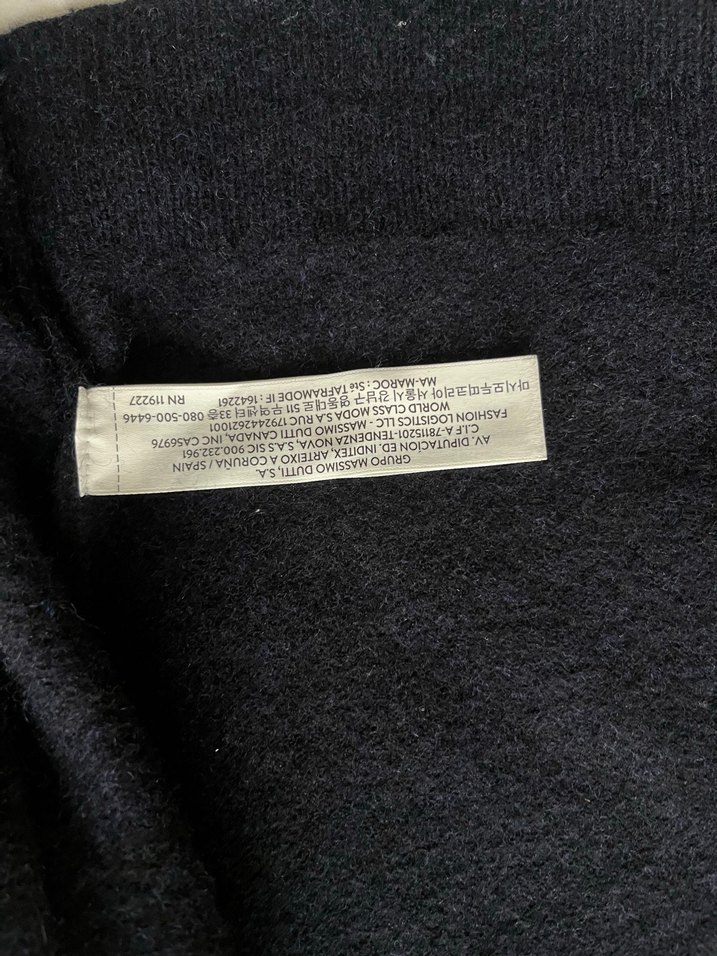 GRUPO MASSIMO DUTTI, S.A.
AV. DIPUTACION ED. INDITEX, ARTEIXO A CORUÑA / SPAIN
C.I.F A-78115201-TENDENZA NOVA, S.A.S SIC 900.232.961
FASHION LOGISTICS LLC - MASSIMO DUTTI CANADA, INC CA56976
WORLD CLASS MODA S.A RUC 1792442621001
마시모두띠코리아 서울시 강남구 영동대로 511 무역센터 33층 080-500-6446
MA-MAROC : Sté TAFRAMODE IF : 1642261 RN 119227